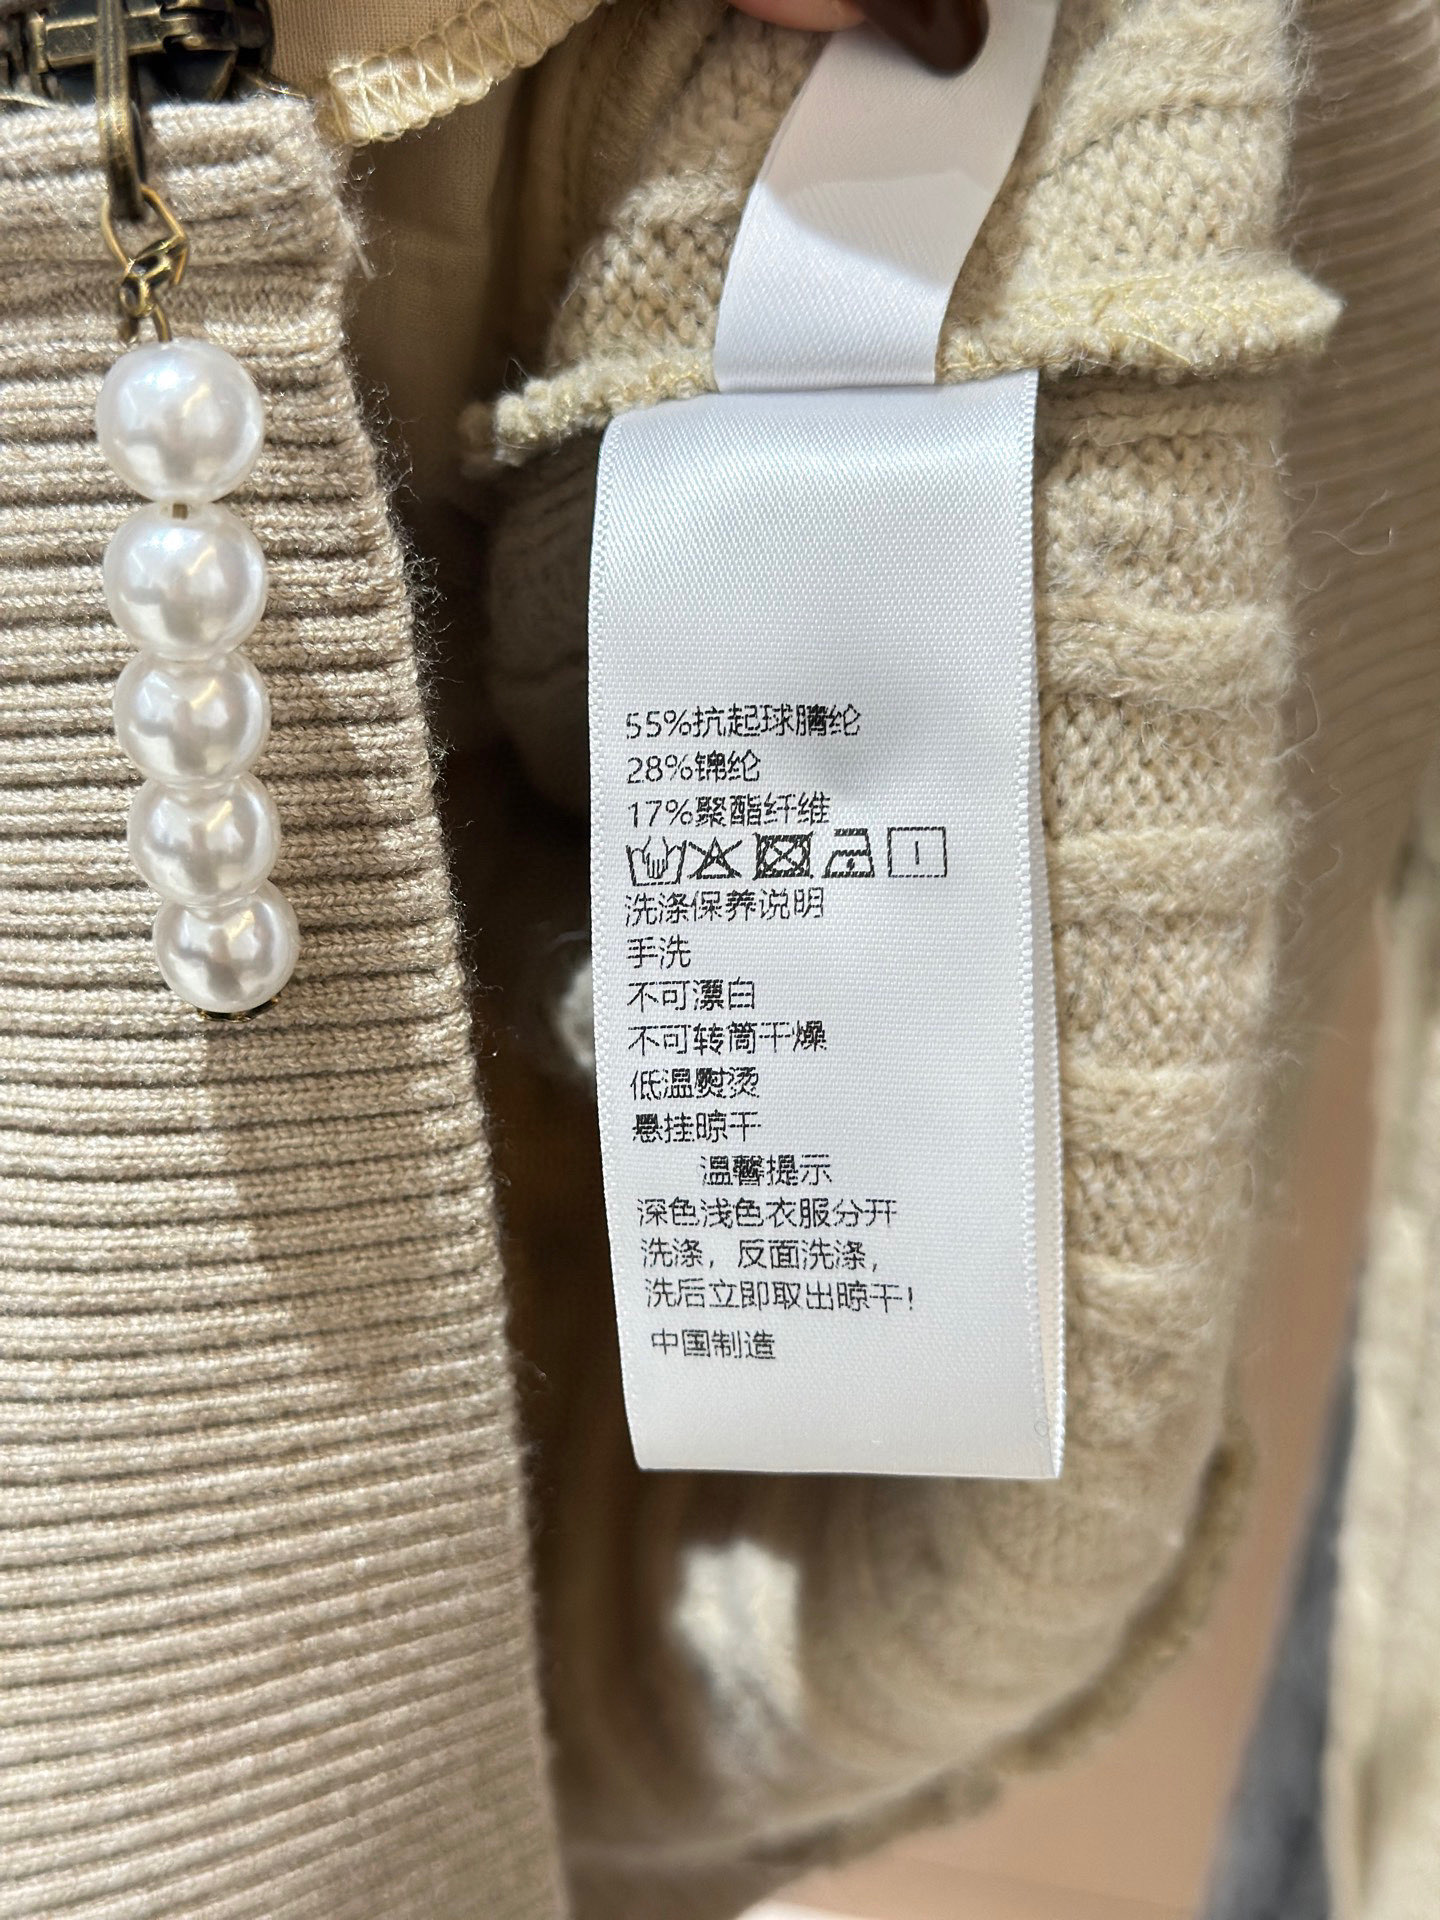 55%抗起球腈纶
28%锦纶
17%聚酯纤维
洗涤保养说明
手洗
不可漂白
不可转筒干燥
低温熨烫
悬挂晾干
温馨提示
深色浅色衣服分开
洗涤，反面洗涤，
洗后立即取出晾干！
中国制造